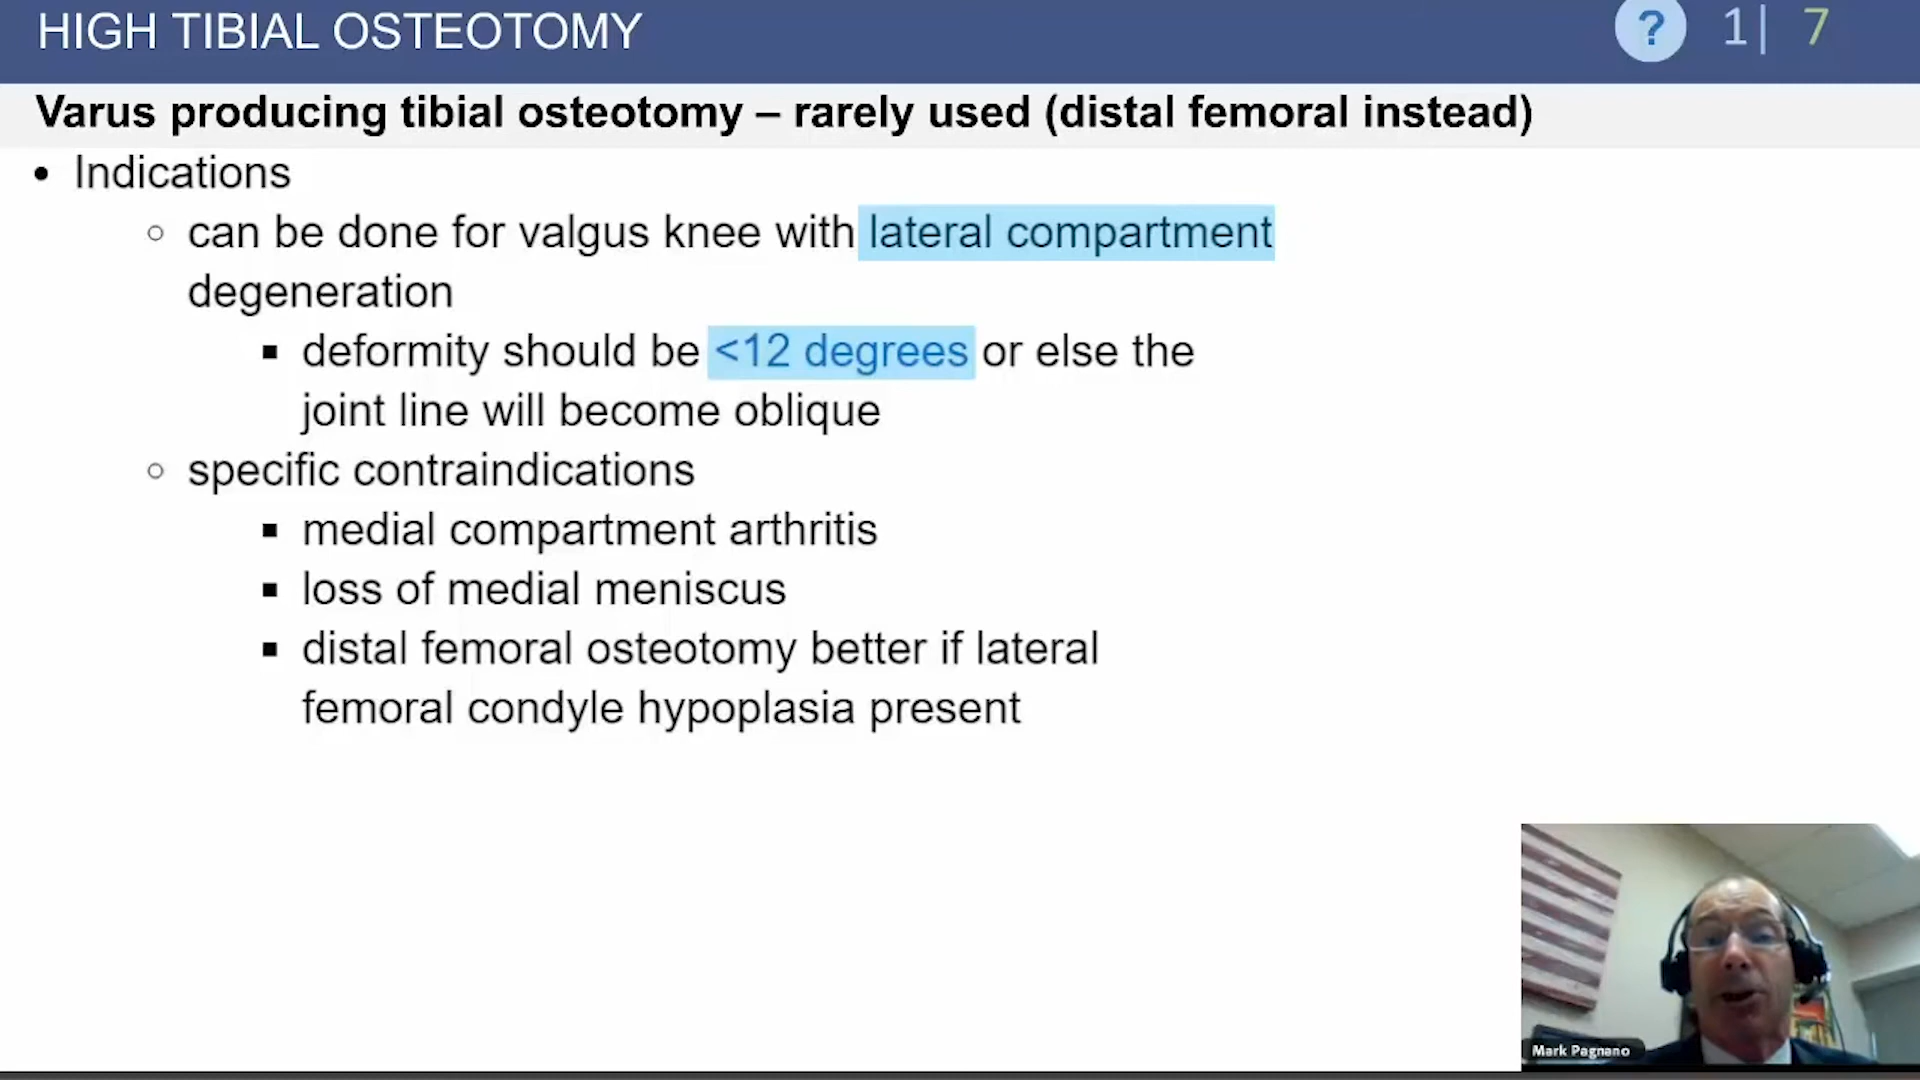 HIGH TIBIAL OSTEOTOMY
? 1| 7
Varus producing tibial osteotomy – rarely used (distal femoral instead)
• Indications
○ can be done for valgus knee with lateral compartment
degeneration
▪ deformity should be <12 degrees or else the
joint line will become oblique
○ specific contraindications
▪ medial compartment arthritis
▪ loss of medial meniscus
▪ distal femoral osteotomy better if lateral
femoral condyle hypoplasia present
Mark Pagnano